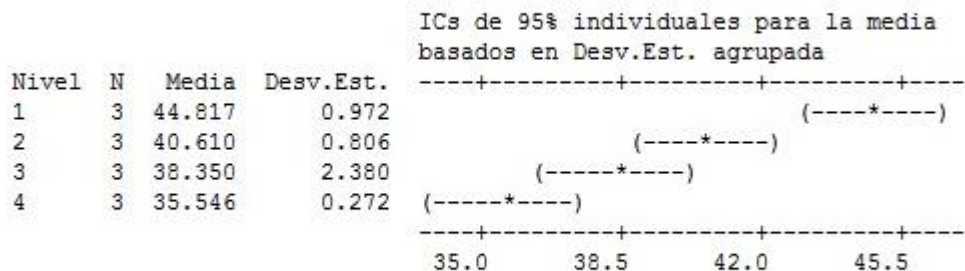 ICs de 95% individuales para la media
basados en Desv.Est. agrupada
Nivel  N   Media  Desv.Est.  ----+---------+---------+---------+----
1      3  44.817      0.972                             (----*----)
2      3  40.610      0.806                 (----*----)
3      3  38.350      2.380          (-----*----)
4      3  35.546      0.272  (-----*----)
----+---------+---------+---------+----
35.0      38.5      42.0      45.5